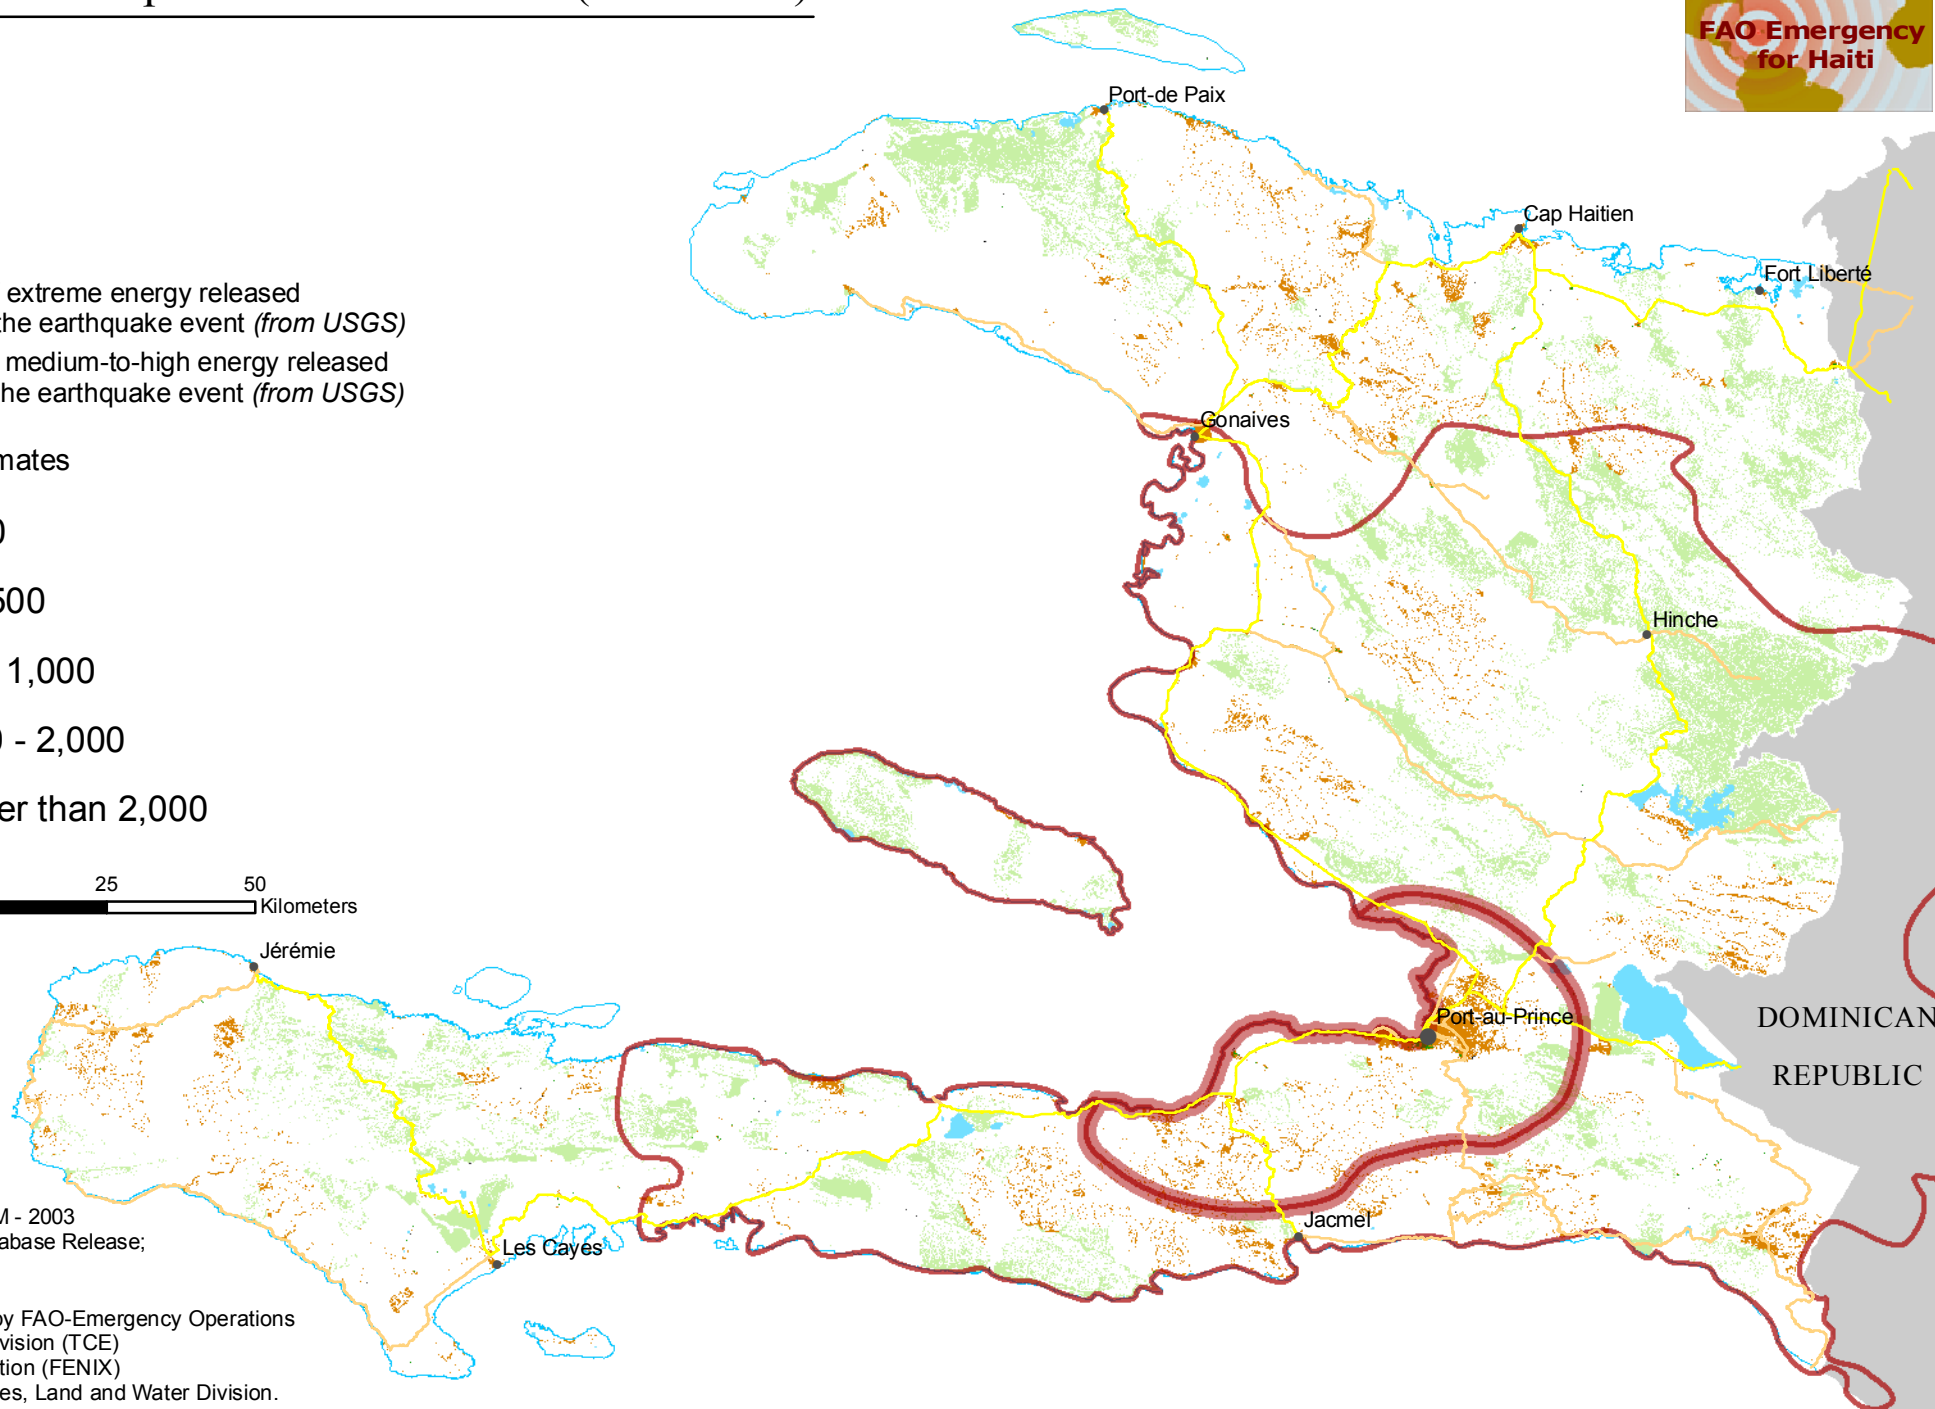 FAO Emergency
for Haiti
Port-de Paix
Cap Haitien
Fort Liberté
extreme energy released
the earthquake event (from USGS)
medium-to-high energy released
he earthquake event (from USGS)
Gonaives
mates
0
500
1,000
- 2,000
er than 2,000
Hinche
25 50
Kilometers
Jérémie
Port-au-Prince
DOMINICAN
REPUBLIC
Jacmel
Les Cayes
M - 2003
abase Release;
by FAO-Emergency Operations
vision (TCE)
tion (FENIX)
es, Land and Water Division.